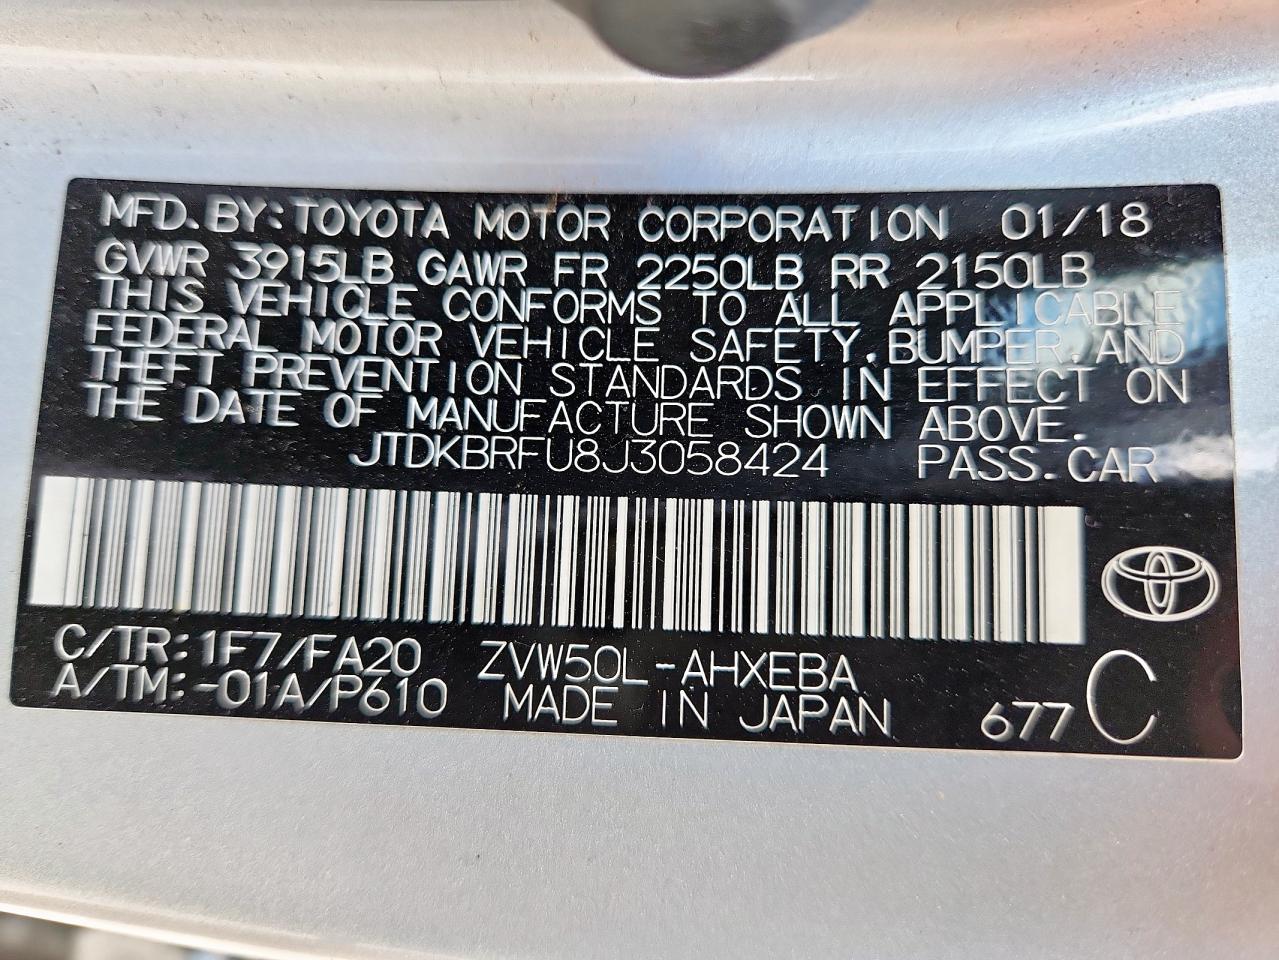 MFD. BY: TOYOTA MOTOR CORPORATION 01/18
GVWR 3915LB GAWR FR 2250LB RR 2150LB
THIS VEHICLE CONFORMS TO ALL APPLICABLE
FEDERAL MOTOR VEHICLE SAFETY, BUMPER, AND
THEFT PREVENTION STANDARDS IN EFFECT ON
THE DATE OF MANUFACTURE SHOWN ABOVE.
JTDKBRFU8J3058424 PASS. CAR
C/TR: 1F7/FA20 ZVW50L-AHXEBA
A/TM: -01A/P610 MADE IN JAPAN 677 C